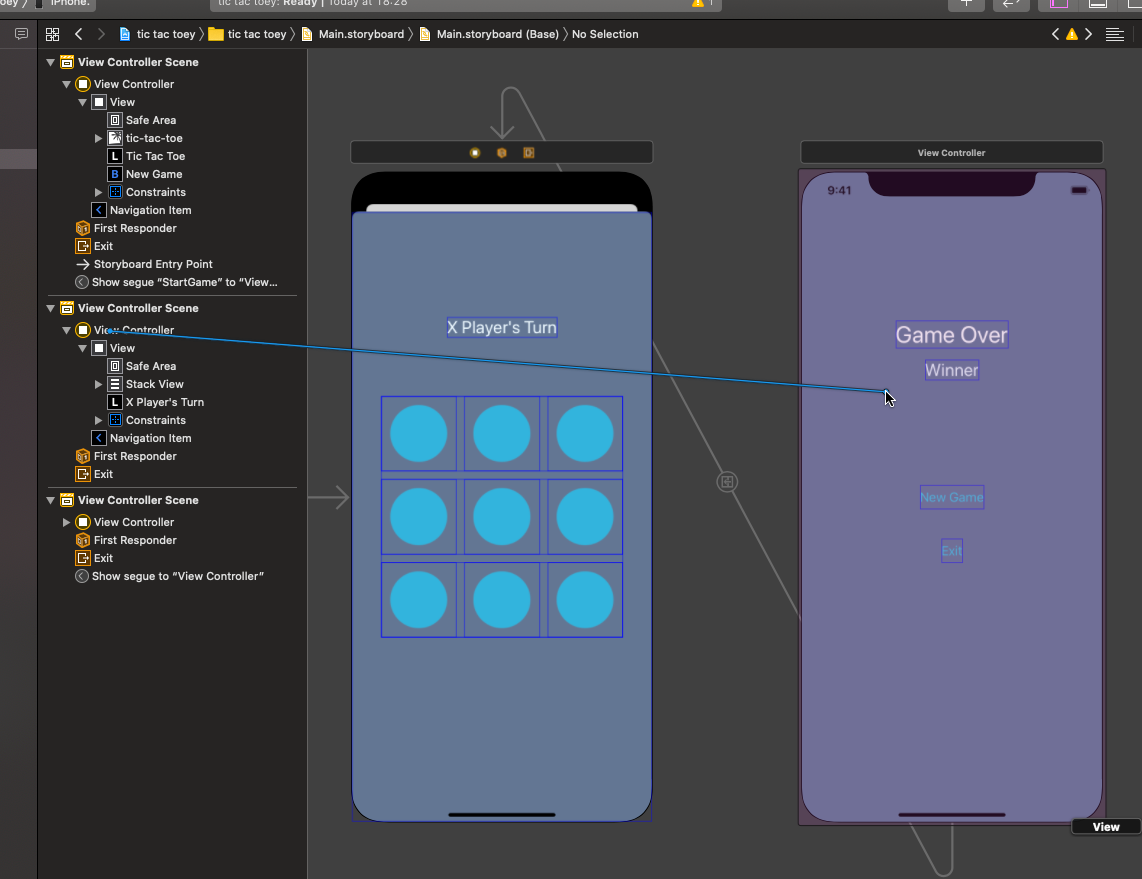 oey 〉 iPhone.
tic tac toey: Ready | Today at 18:28
1
tic tac toey 〉 tic tac toey 〉 Main.storyboard 〉 Main.storyboard (Base) 〉 No Selection
View Controller Scene
View Controller
View
Safe Area
tic-tac-toe
L Tic Tac Toe
B New Game
Constraints
Navigation Item
First Responder
Exit
Storyboard Entry Point
Show segue “StartGame” to “View...
View Controller Scene
View Controller
View
Safe Area
Stack View
L X Player's Turn
Constraints
Navigation Item
First Responder
Exit
View Controller Scene
View Controller
First Responder
Exit
Show segue to “View Controller”
X Player's Turn
View Controller
9:41
Game Over
Winner
New Game
Exit
View